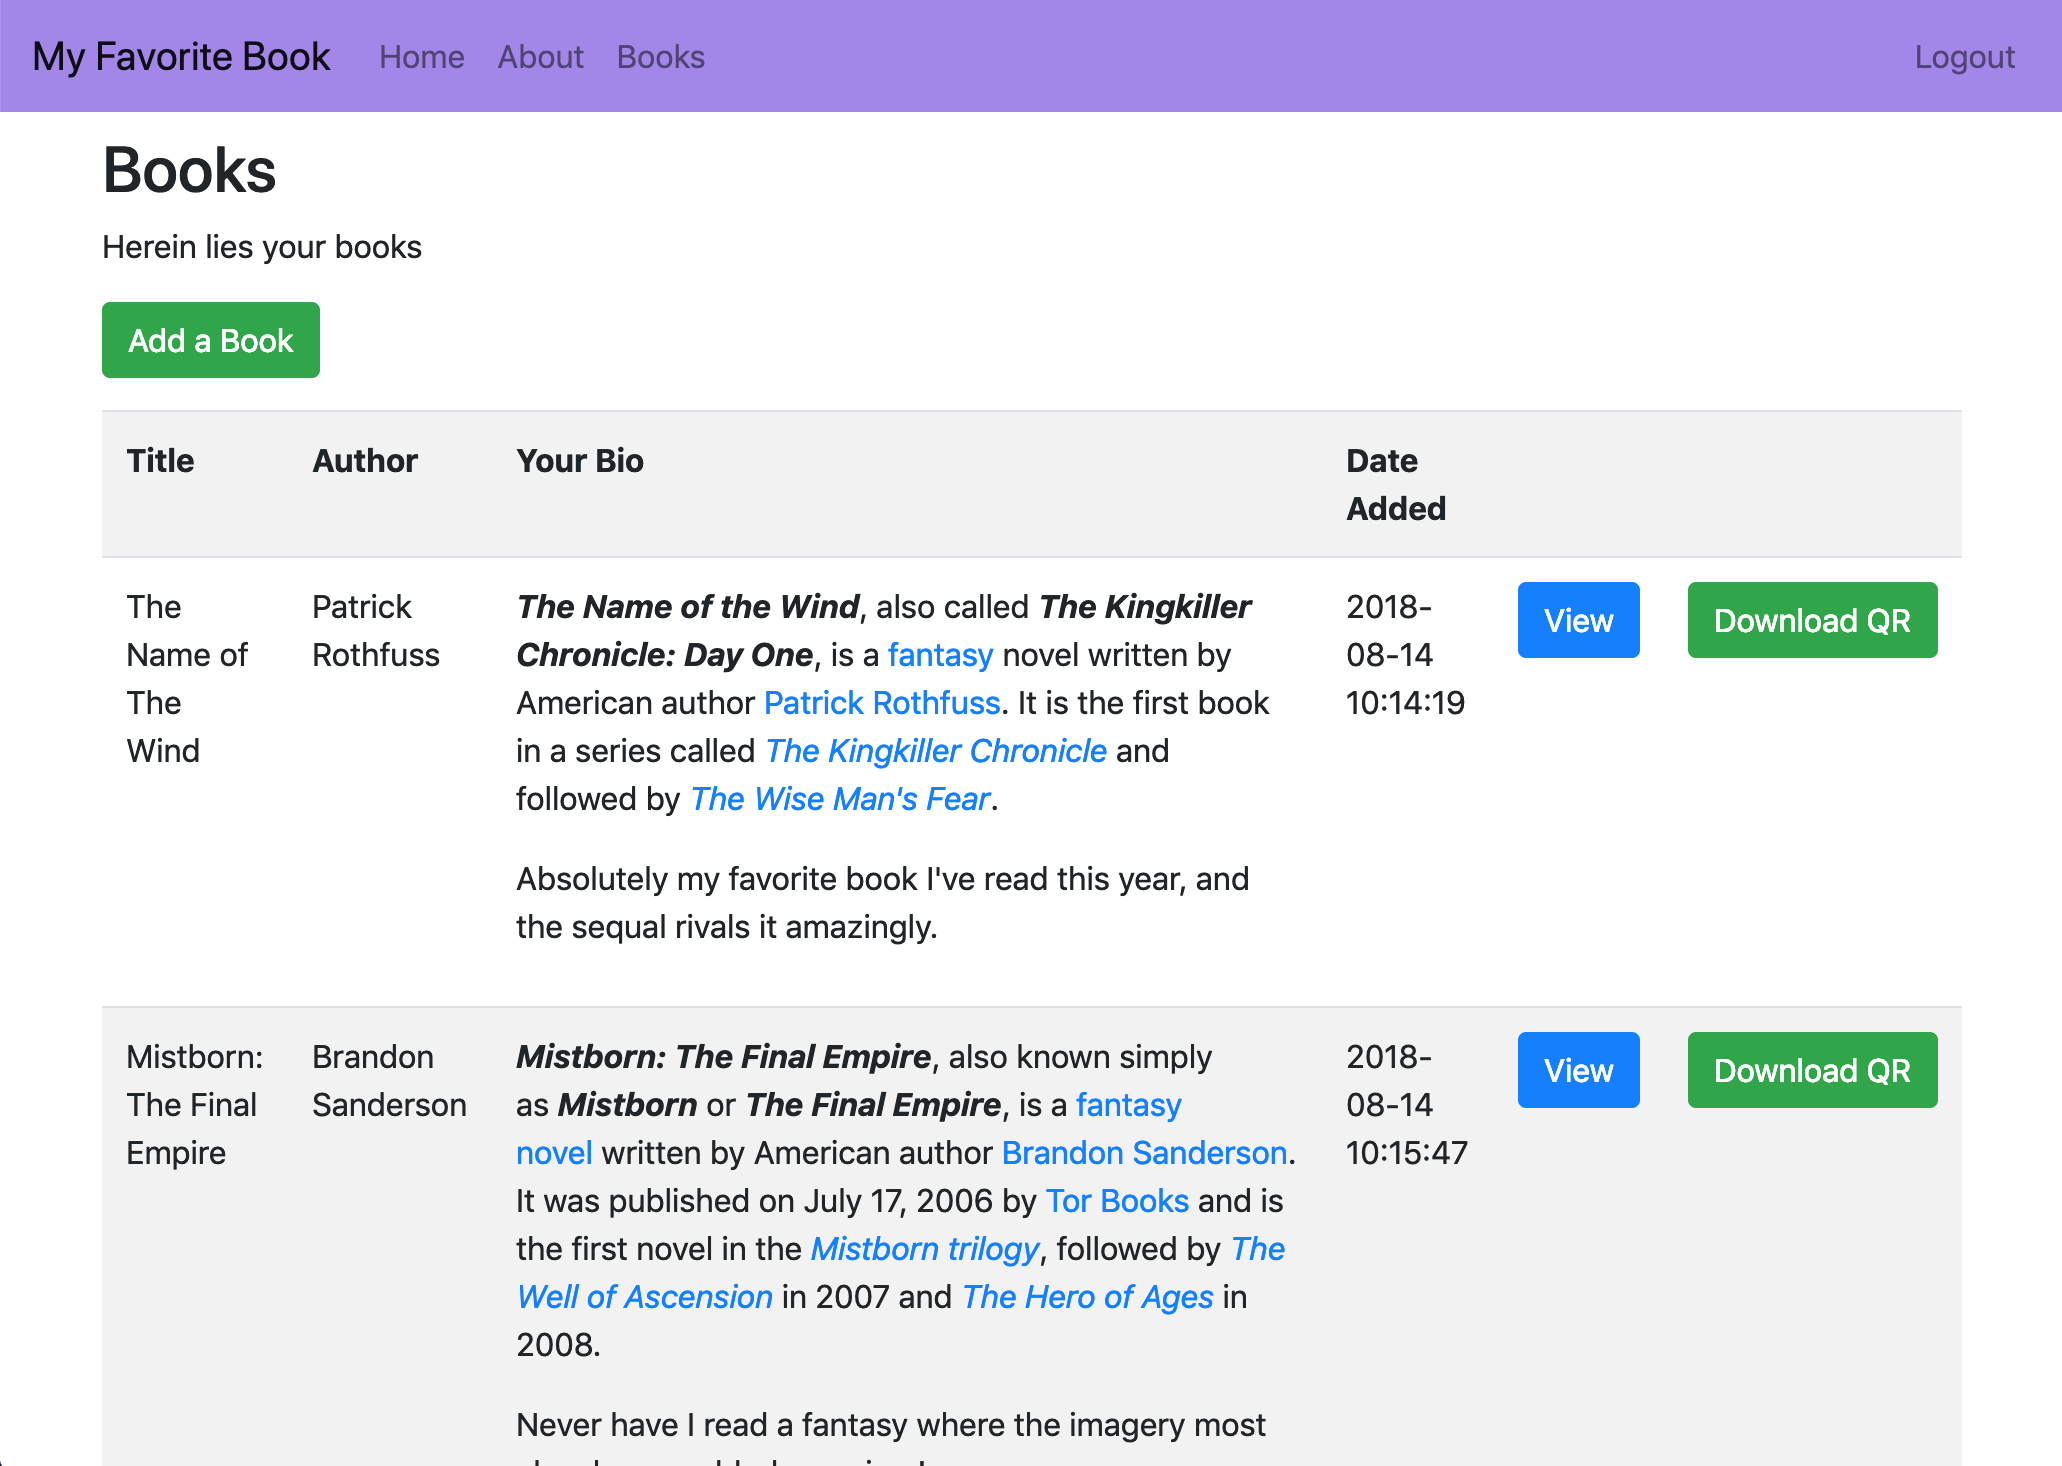 My Favorite Book Home About Books Logout
Books
Herein lies your books
Add a Book
Title Author Your Bio Date
Added
The
Name of
The
Wind
Patrick
Rothfuss
The Name of the Wind, also called The Kingkiller
Chronicle: Day One, is a fantasy novel written by
American author Patrick Rothfuss. It is the first book
in a series called The Kingkiller Chronicle and
followed by The Wise Man's Fear.
Absolutely my favorite book I've read this year, and
the sequal rivals it amazingly.
2018-
08-14
10:14:19
View
Download QR
Mistborn:
The Final
Empire
Brandon
Sanderson
Mistborn: The Final Empire, also known simply
as Mistborn or The Final Empire, is a fantasy
novel written by American author Brandon Sanderson.
It was published on July 17, 2006 by Tor Books and is
the first novel in the Mistborn trilogy, followed by The
Well of Ascension in 2007 and The Hero of Ages in
2008.
Never have I read a fantasy where the imagery most
2018-
08-14
10:15:47
View
Download QR